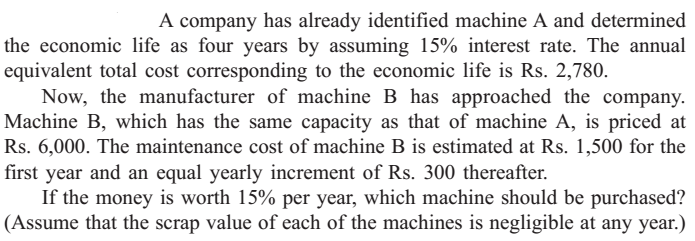 A company has already identified machine A and determined
the economic life as four years by assuming 15% interest rate. The annual
equivalent total cost corresponding to the economic life is Rs. 2,780.
Now, the manufacturer of machine B has approached the company.
Machine B, which has the same capacity as that of machine A, is priced at
Rs. 6,000. The maintenance cost of machine B is estimated at Rs. 1,500 for the
first year and an equal yearly increment of Rs. 300 thereafter.
If the money is worth 15% per year, which machine should be purchased?
(Assume that the scrap value of each of the machines is negligible at any year.)